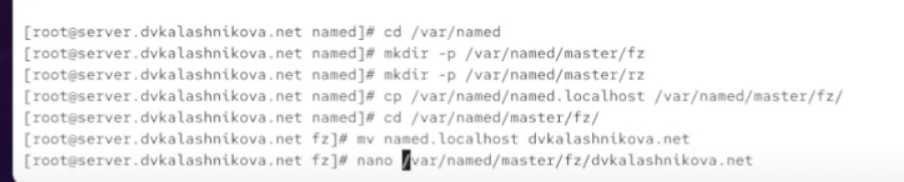 [root@server.dvkalashnikova.net named]# cd /var/named
[root@server.dvkalashnikova.net named]# mkdir -p /var/named/master/fz
[root@server.dvkalashnikova.net named]# mkdir -p /var/named/master/rz
[root@server.dvkalashnikova.net named]# cp /var/named/named.localhost /var/named/master/fz/
[root@server.dvkalashnikova.net named]# cd /var/named/master/fz/
[root@server.dvkalashnikova.net fz]# mv named.localhost dvkalashnikova.net
[root@server.dvkalashnikova.net fz]# nano /var/named/master/fz/dvkalashnikova.net